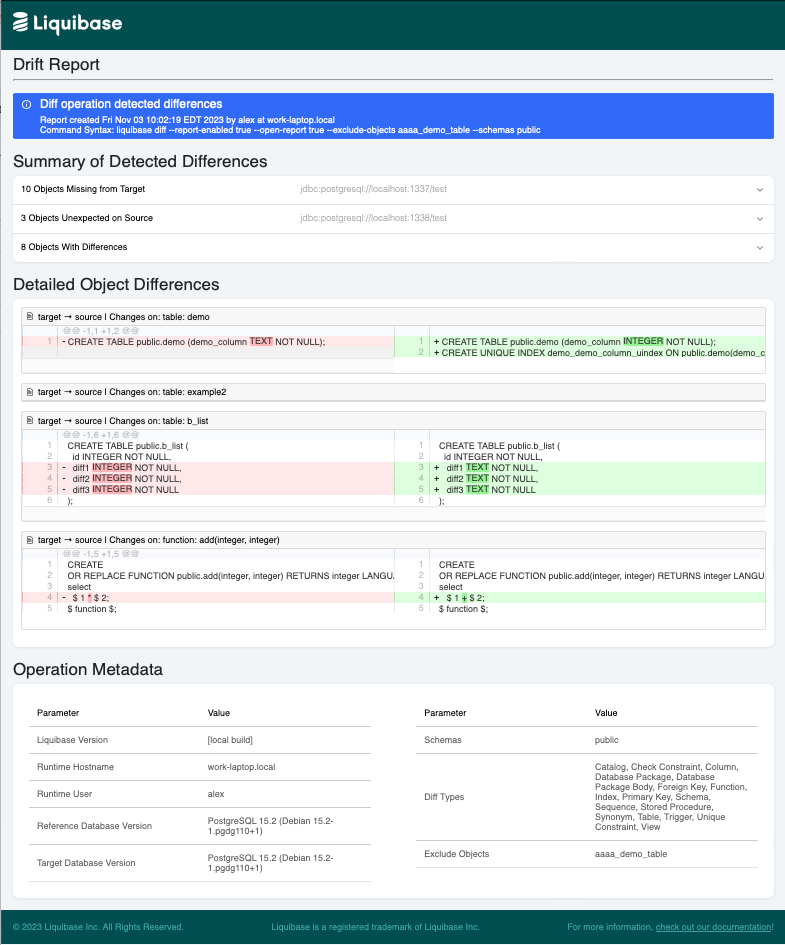 Liquibase
Drift Report
Diff operation detected differences
Report created Fri Nov 03 10:02:19 EDT 2023 by alex at work-laptop.local
Command Syntax: liquibase diff --report-enabled true --open-report true --exclude-objects aaaa_demo_table --schemas public
Summary of Detected Differences
10 Objects Missing from Target jdbc:postgresql://localhost:1337/test
3 Objects Unexpected on Source jdbc:postgresql://localhost:1338/test
8 Objects With Differences
Detailed Object Differences
target → source | Changes on: table: demo
@@ -1,1 +1,2 @@
1 - CREATE TABLE public.demo (demo_column TEXT NOT NULL); 1 + CREATE TABLE public.demo (demo_column INTEGER NOT NULL);
2 + CREATE UNIQUE INDEX demo_demo_column_uindex ON public.demo(demo_c
target → source | Changes on: table: example2
target → source | Changes on: table: b_list
@@ -1,6 +1,6 @@
1 CREATE TABLE public.b_list ( 1 CREATE TABLE public.b_list (
2 id INTEGER NOT NULL, 2 id INTEGER NOT NULL,
3 - diff1 INTEGER NOT NULL, 3 + diff1 TEXT NOT NULL,
4 - diff2 INTEGER NOT NULL, 4 + diff2 TEXT NOT NULL,
5 - diff3 INTEGER NOT NULL 5 + diff3 TEXT NOT NULL
6 ); 6 );
target → source | Changes on: function: add(integer, integer)
@@ -1,5 +1,5 @@
1 CREATE 1 CREATE
2 OR REPLACE FUNCTION public.add(integer, integer) RETURNS integer LANGU 2 OR REPLACE FUNCTION public.add(integer, integer) RETURNS integer LANGU
3 select 3 select
4 - $ 1 * $ 2; 4 + $ 1 + $ 2;
5 $ function $; 5 $ function $;
Operation Metadata
Parameter Value
Liquibase Version [local build]
Runtime Hostname work-laptop.local
Runtime User alex
Reference Database Version PostgreSQL 15.2 (Debian 15.2-
1.pgdg110+1)
Target Database Version PostgreSQL 15.2 (Debian 15.2-
1.pgdg110+1)
Parameter Value
Schemas public
Diff Types Catalog, Check Constraint, Column,
Database Package, Database
Package Body, Foreign Key, Function,
Index, Primary Key, Schema,
Sequence, Stored Procedure,
Synonym, Table, Trigger, Unique
Constraint, View
Exclude Objects aaaa_demo_table
© 2023 Liquibase Inc. All Rights Reserved. Liquibase is a registered trademark of Liquibase Inc. For more information, check out our documentation!